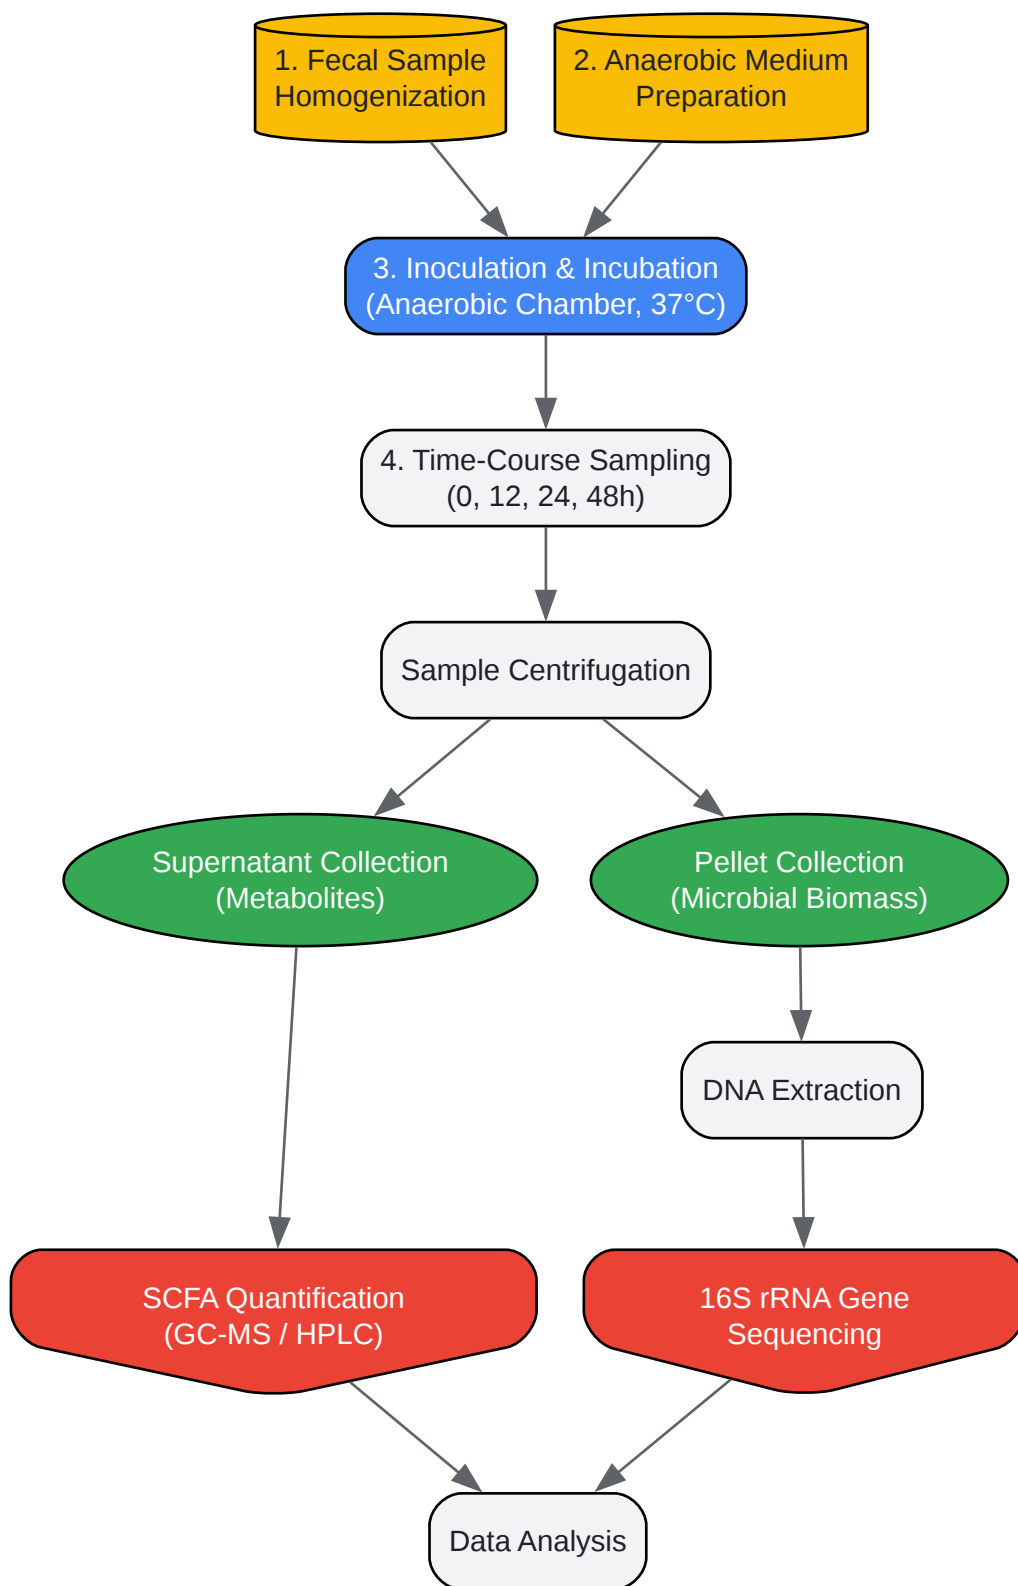 1. Fecal Sample
Homogenization
2. Anaerobic Medium
Preparation
3. Inoculation & Incubation
(Anaerobic Chamber, 37°C)
4. Time-Course Sampling
(0, 12, 24, 48h)
Sample Centrifugation
Supernatant Collection
(Metabolites)
Pellet Collection
(Microbial Biomass)
DNA Extraction
SCFA Quantification
(GC-MS / HPLC)
16S rRNA Gene
Sequencing
Data Analysis